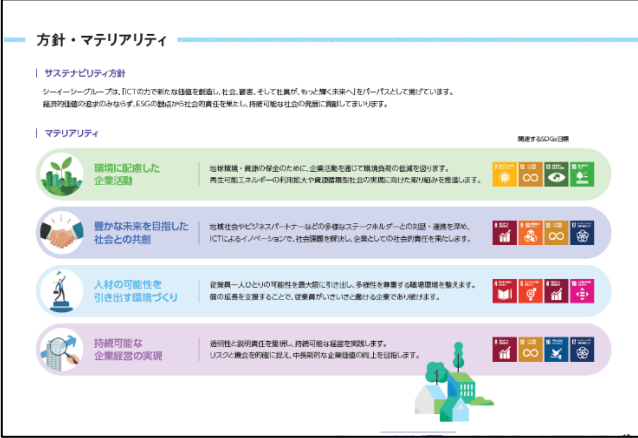 方針・マテリアリティ
サステナビリティ方針
シーイーシーグループは、「ICTの力で新たな価値を創造し、社会、顧客、そして社員が、もっと輝く未来へ」をパーパスとして掲げています。
経済的価値の追求のみならず、ESGの観点から社会的責任を果たし、持続可能な社会の発展に貢献してまいります。
マテリアリティ
関連するSDGs目標
環境に配慮した
企業活動
地球環境・資源の保全のために、企業活動を通じて環境負荷の低減を図ります。
再生可能エネルギーの利用拡大や資源循環型社会の実現に向けた取り組みを推進します。
豊かな未来を目指した
社会との共創
地域社会やビジネスパートナーなどの多様なステークホルダーとの対話・連携を深め、
ICTによるイノベーションで、社会課題を解決し、企業としての社会的責任を果たします。
人材の可能性を
引き出す環境づくり
従業員一人ひとりの可能性を最大限に引き出し、多様性を尊重する職場環境を整えます。
個の成長を支援することで、従業員がいきいきと働ける企業であり続けます。
持続可能な
企業経営の実現
透明性と説明責任を重視し、持続可能な経営を実践します。
リスクと機会を的確に捉え、中長期的な企業価値の向上を目指します。